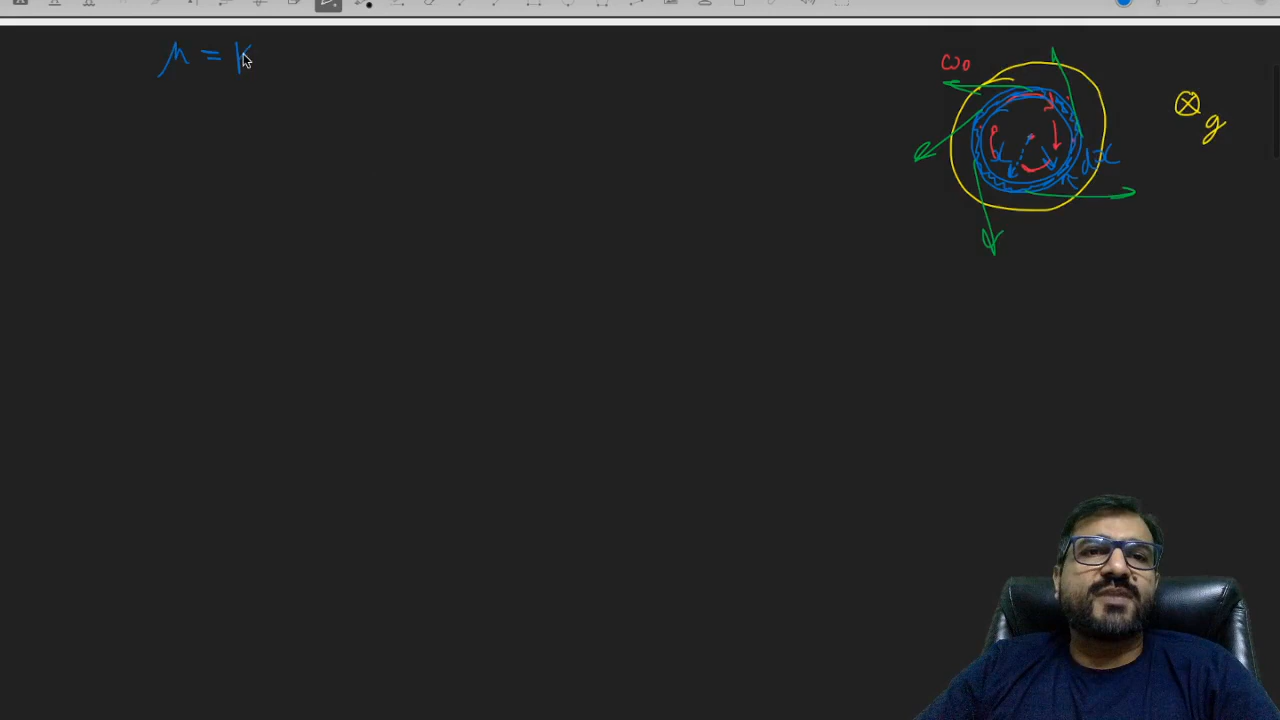 μ = K
ω₀
g
x
dx